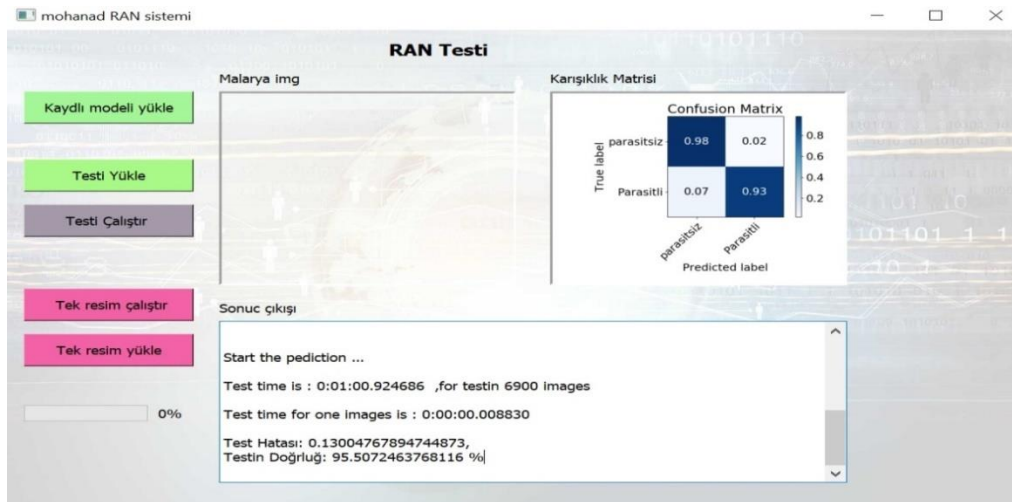 mohanad RAN sistemi
RAN Testi
Malarya img
Karışıklık Matrisi
Kaydlı modeli yükle
Testi Yükle
Testi Çalıştır
Tek resim çalıştır
Tek resim yükle
0%
Confusion Matrix
True label
parasitsiz
0.98
0.02
Parasitli
0.07
0.93
0.8
0.6
0.4
0.2
parasitsiz
Parasitli
Predicted label
Sonuc çıkışı
Start the pediction ...
Test time is : 0:01:00.924686 ,for testin 6900 images
Test time for one images is : 0:00:00.008830
Test Hatası: 0.13004767894744873,
Testin Doğrluğ: 95.5072463768116 %